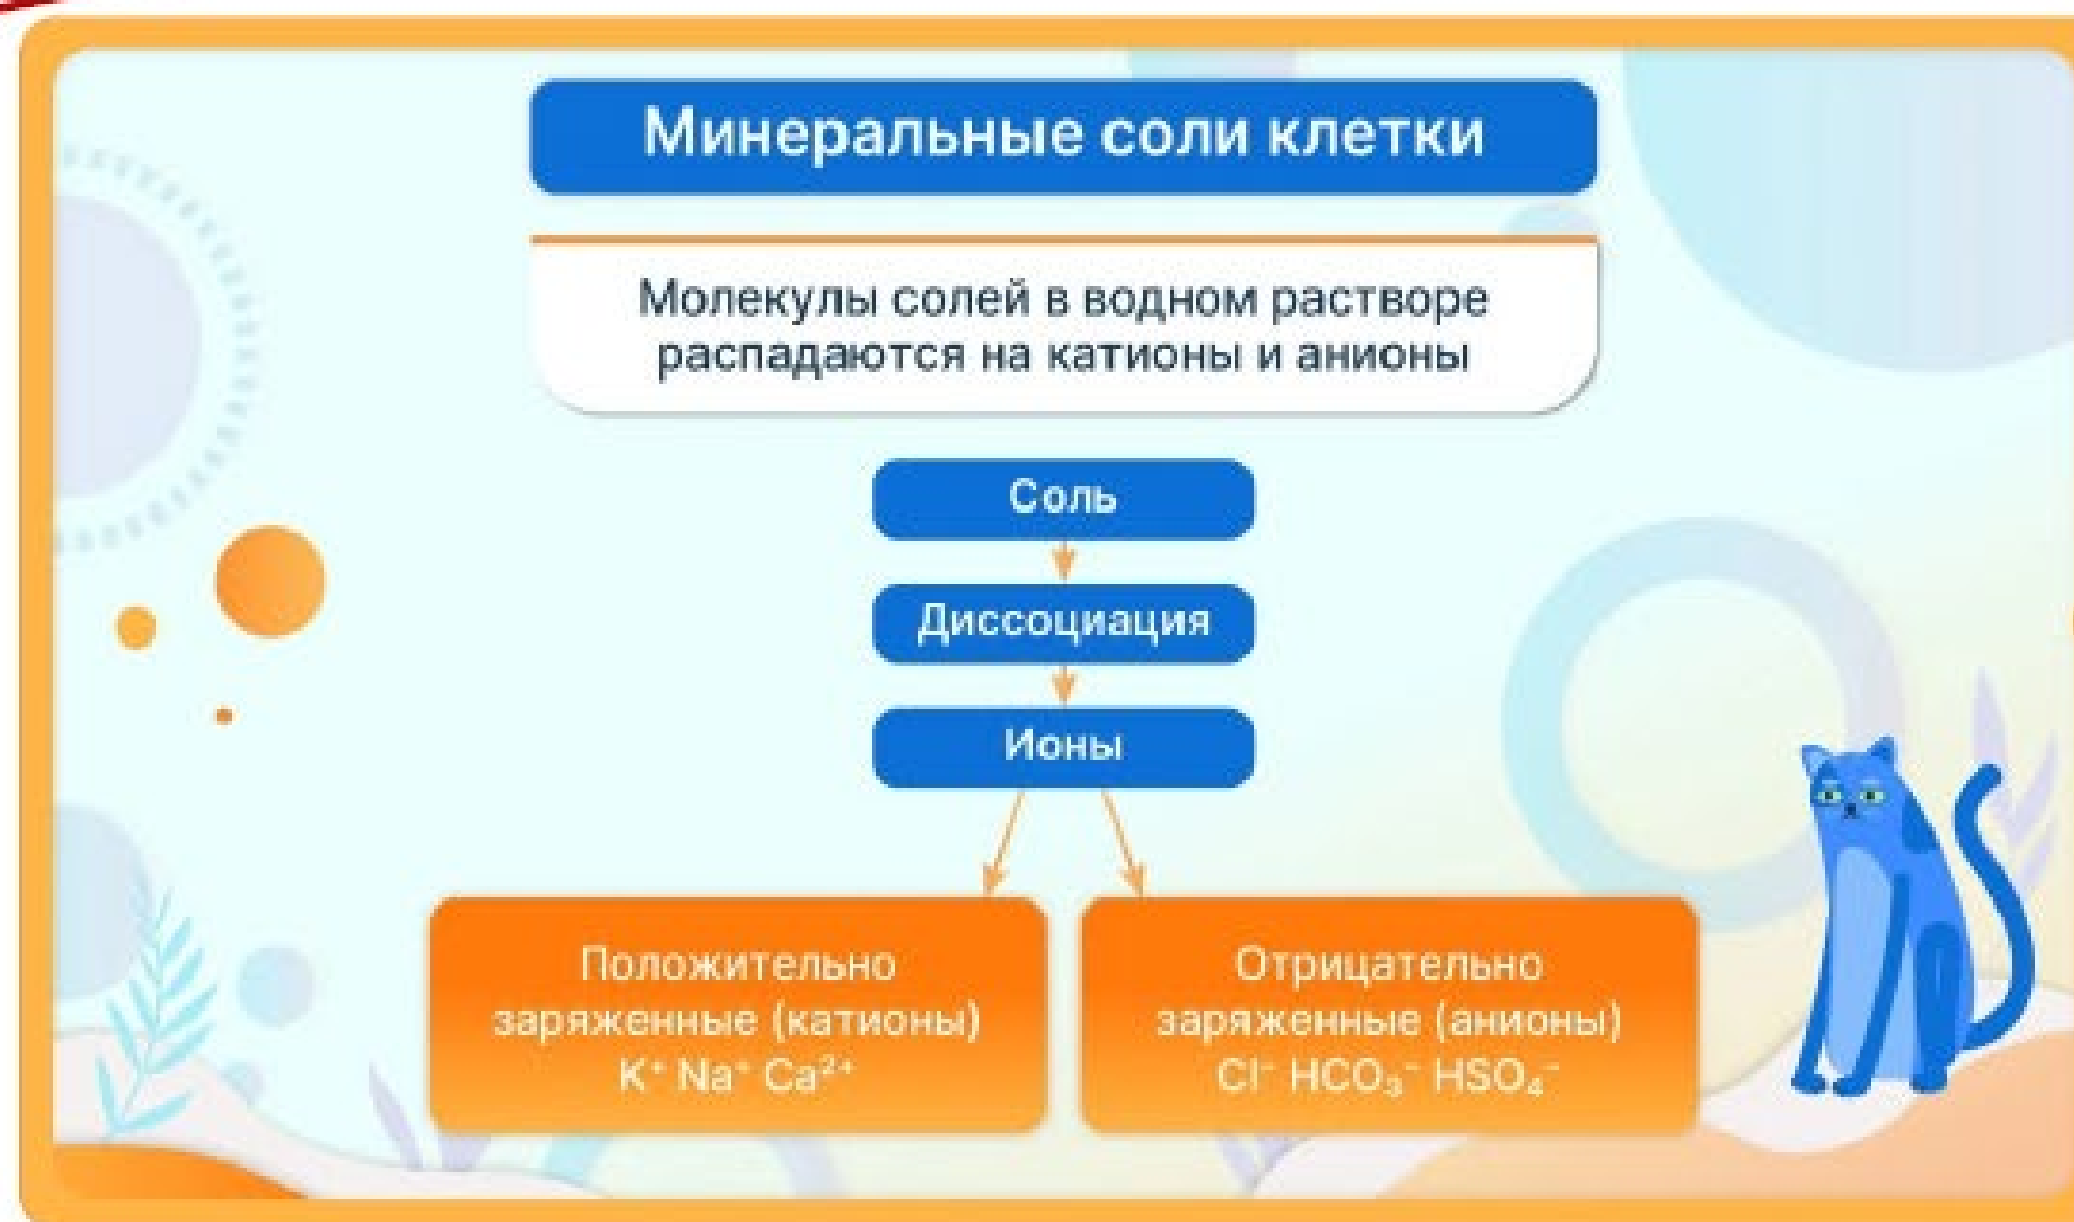 Минеральные соли клетки
Молекулы солей в водном растворе
распадаются на катионы и анионы
Соль
Диссоциация
Ионы
Положительно
заряженные (катионы)
K⁺ Na⁺ Ca²⁺
Отрицательно
заряженные (анионы)
Cl⁻ HCO₃⁻ HSO₄⁻